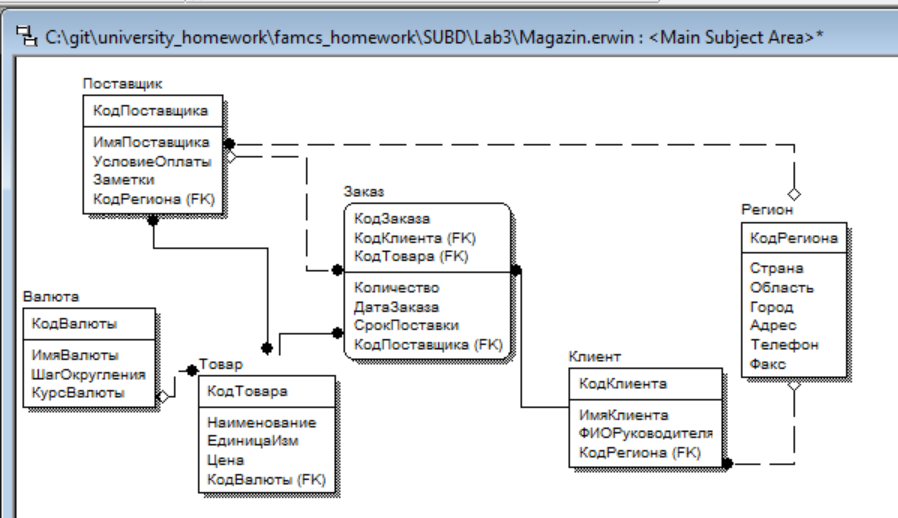 C:\git\university_homework\famcs_homework\SUBD\Lab3\Magazin.erwin : <Main Subject Area>*
Поставщик
КодПоставщика
ИмяПоставщика
УсловиеОплаты
Заметки
КодРегиона (FK)
Заказ
КодЗаказа
КодКлиента (FK)
КодТовара (FK)
Количество
ДатаЗаказа
СрокПоставки
КодПоставщика (FK)
Регион
КодРегиона
Страна
Область
Город
Адрес
Телефон
Факс
Валюта
КодВалюты
ИмяВалюты
ШагОкругления
КурсВалюты
Товар
КодТовара
Наименование
ЕдиницаИзм
Цена
КодВалюты (FK)
Клиент
КодКлиента
ИмяКлиента
ФИОРуководителя
КодРегиона (FK)